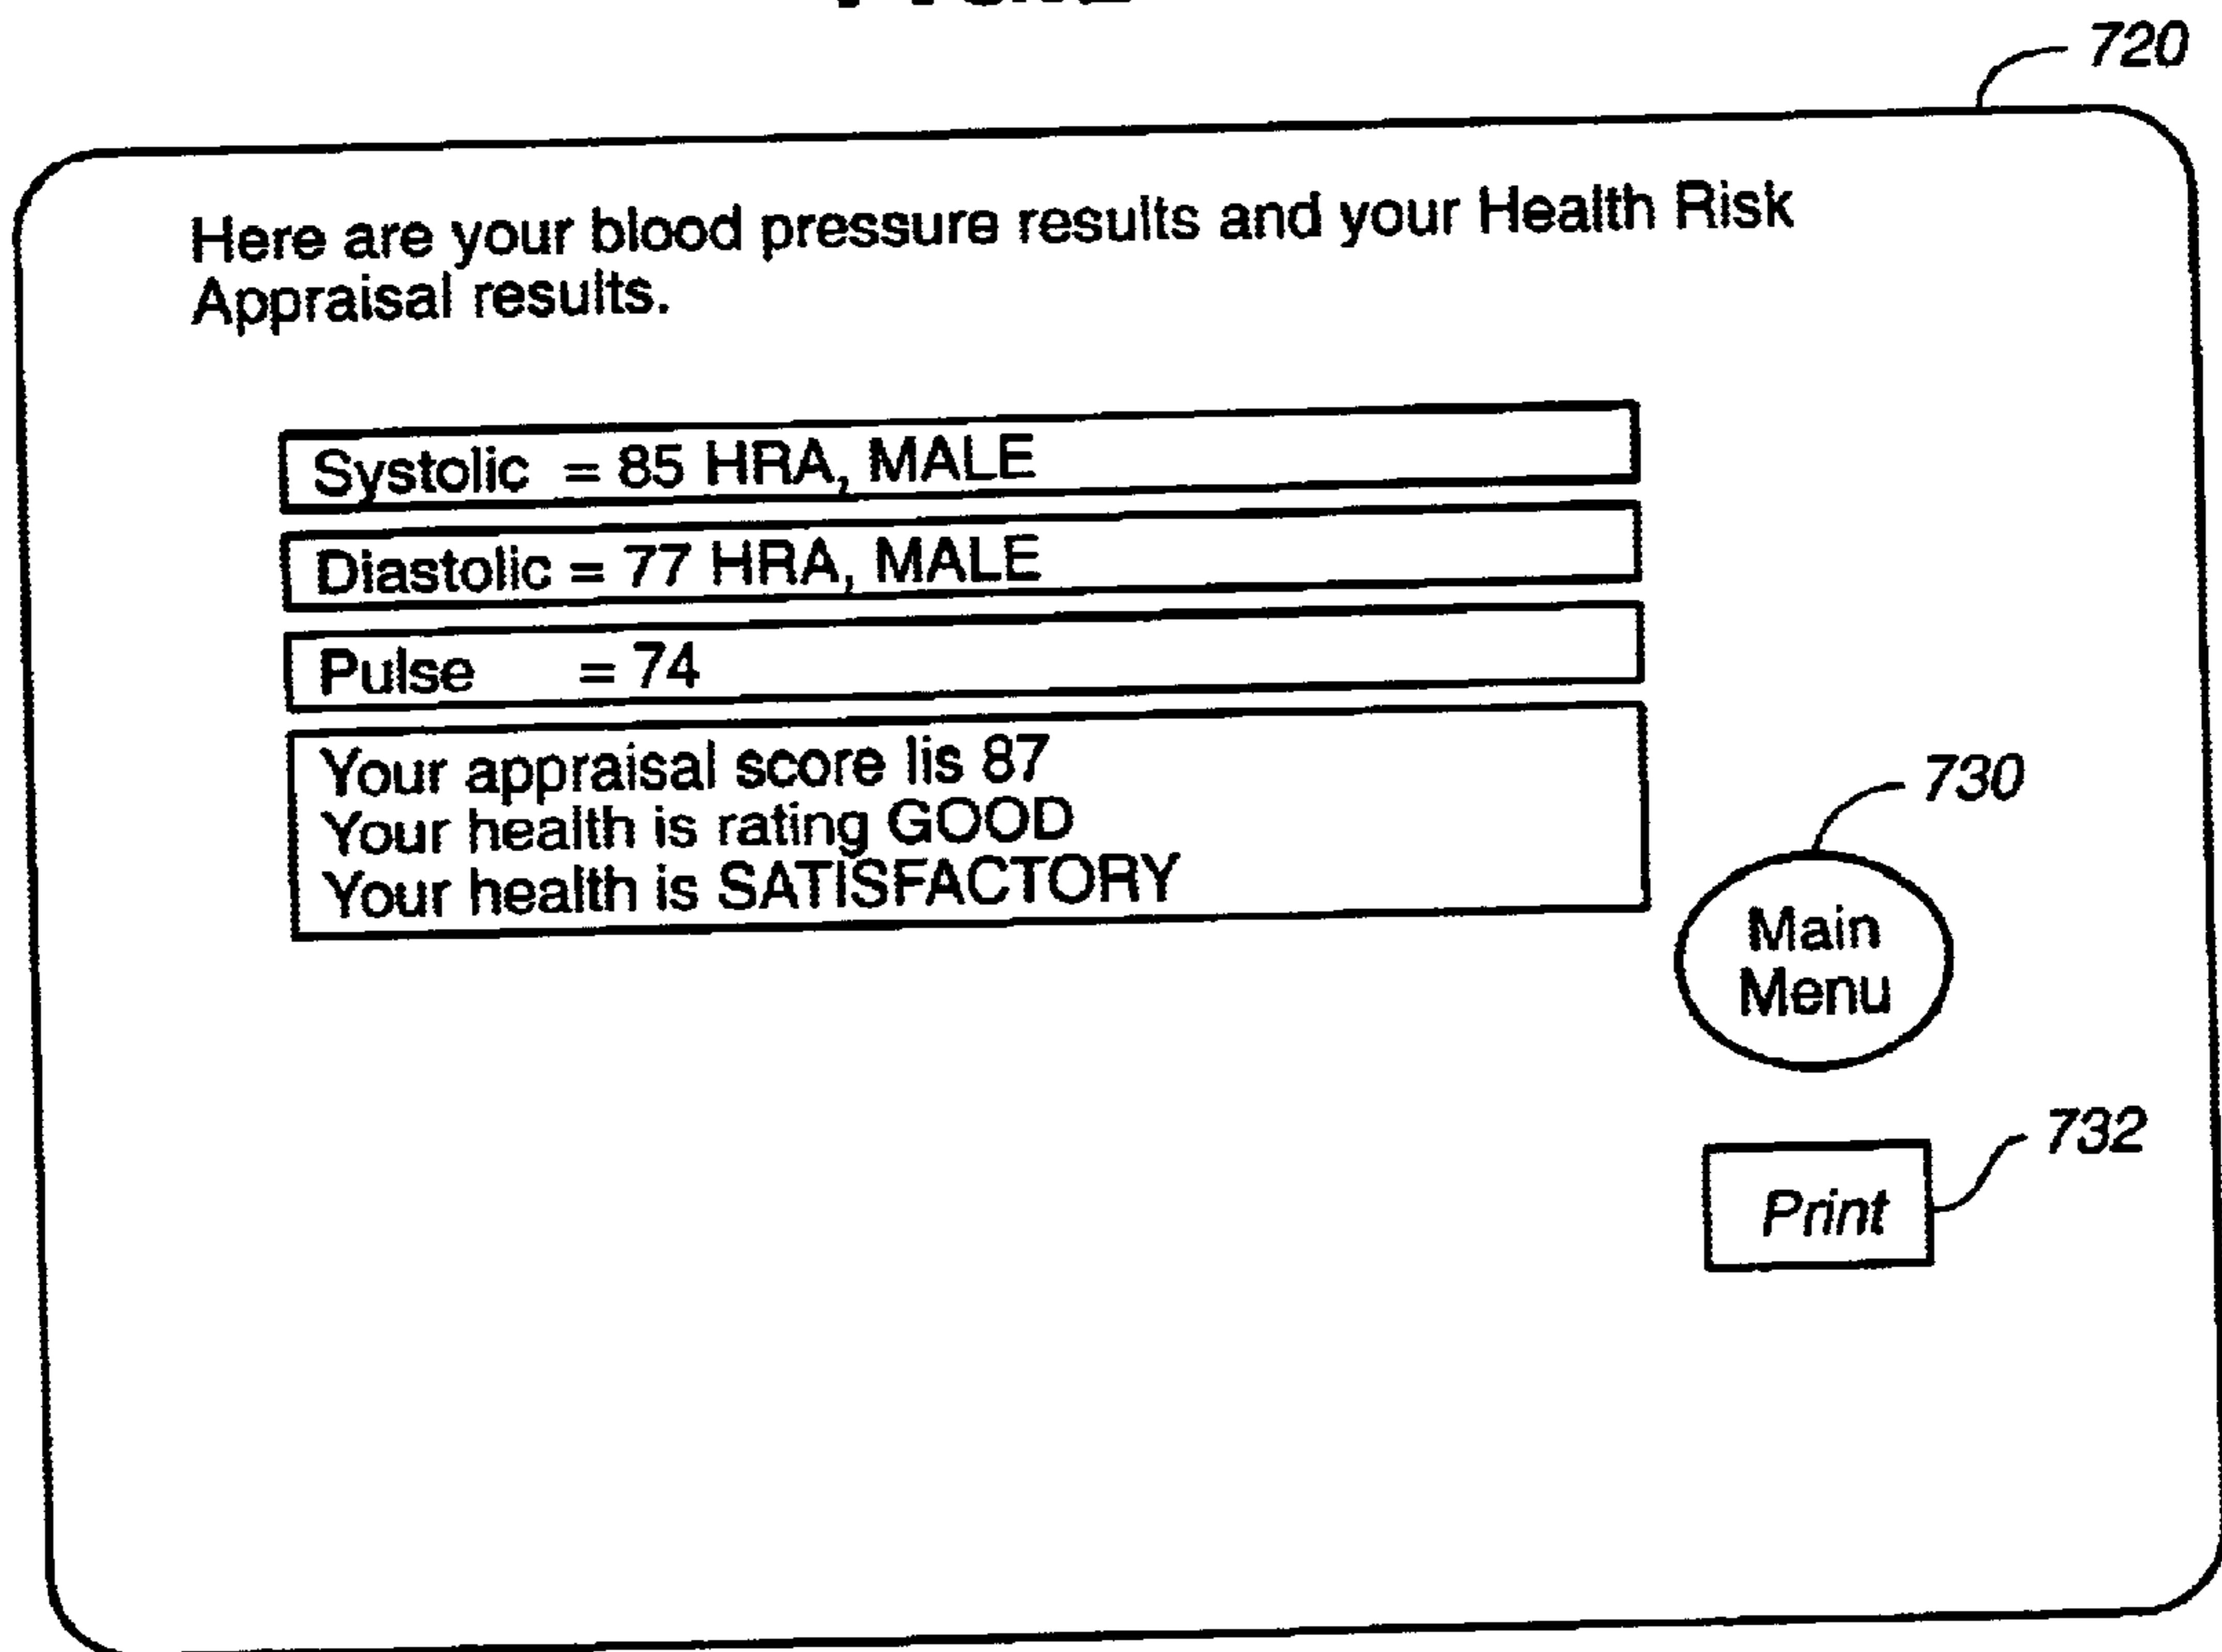 720
Here are your blood pressure results and your Health Risk
Appraisal results.
Systolic = 85 HRA, MALE
Diastolic = 77 HRA, MALE
Pulse = 74
Your appraisal score lis 87
Your health is rating GOOD
Your health is SATISFACTORY
730
Main
Menu
732
Print